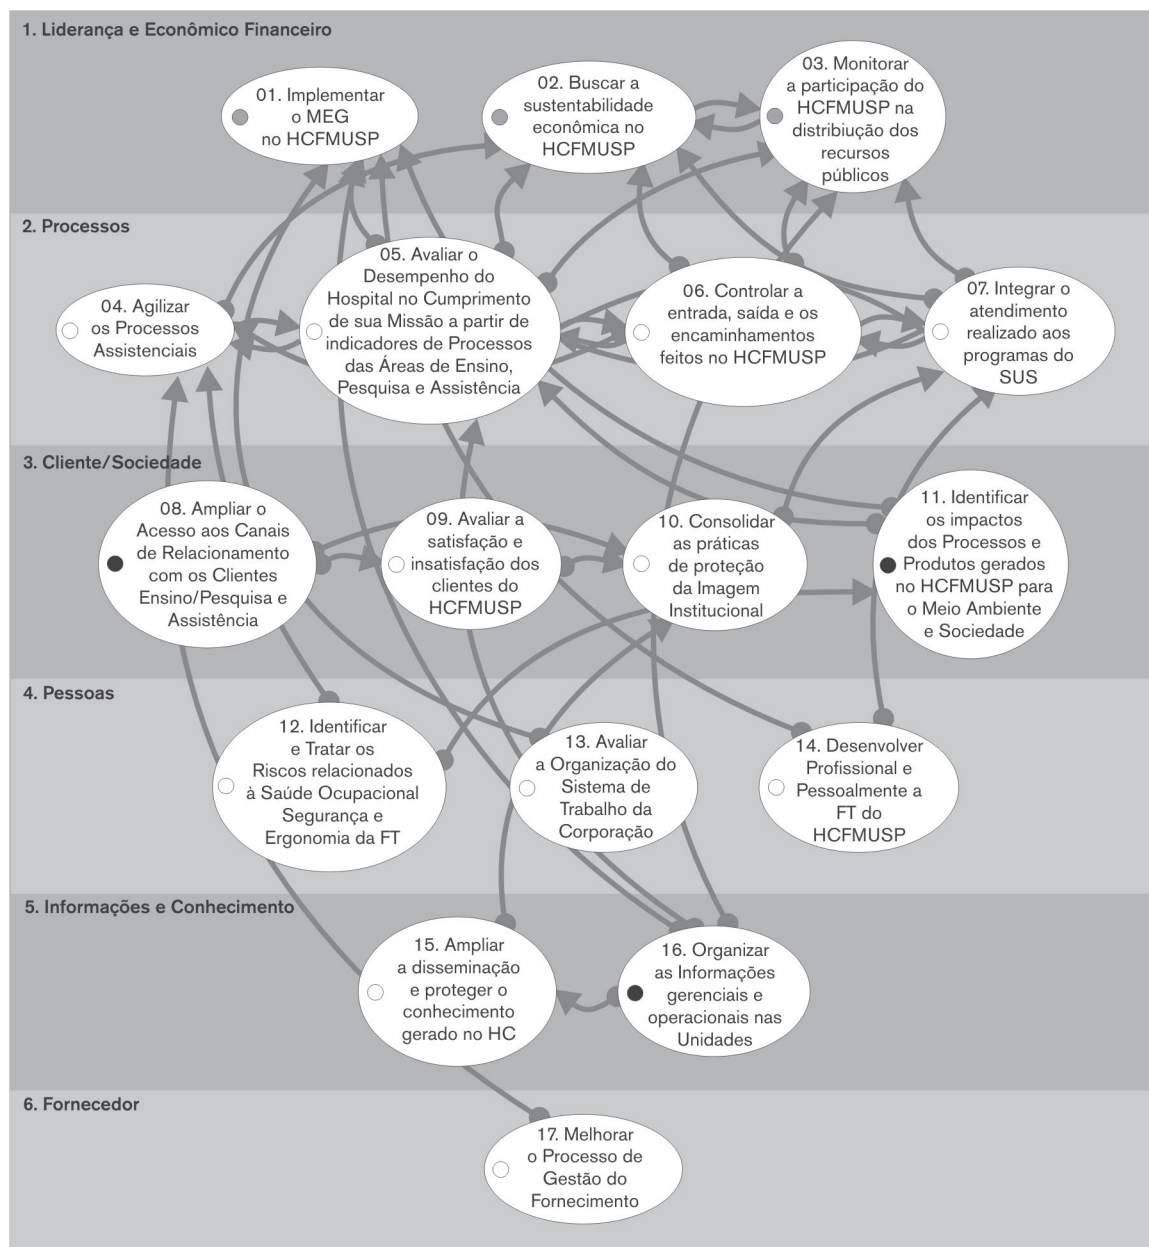 1. Liderança e Econômico Financeiro
01. Implementar
o MEG
no HCFMUSP
02. Buscar a
sustentabilidade
econômica no
HCFMUSP
03. Monitorar
a participação do
HCFMUSP na
distribiução dos
recursos
públicos
2. Processos
04. Agilizar
os Processos
Assistenciais
05. Avaliar o
Desempenho do
Hospital no Cumprimento
de sua Missão a partir de
indicadores de Processos
das Áreas de Ensino,
Pesquisa e Assistência
06. Controlar a
entrada, saída e os
encaminhamentos
feitos no HCFMUSP
07. Integrar o
atendimento
realizado aos
programas do
SUS
3. Cliente/Sociedade
08. Ampliar o
Acesso aos Canais
de Relacionamento
com os Clientes
Ensino/Pesquisa e
Assistência
09. Avaliar a
satisfação e
insatisfação dos
clientes do
HCFMUSP
10. Consolidar
as práticas
de proteção
da Imagem
Institucional
11. Identificar
os impactos
dos Processos e
Produtos gerados
no HCFMUSP para
o Meio Ambiente
e Sociedade
4. Pessoas
12. Identificar
e Tratar os
Riscos relacionados
à Saúde Ocupacional
Segurança e
Ergonomia da FT
13. Avaliar
a Organização do
Sistema de
Trabalho da
Corporação
14. Desenvolver
Profissional e
Pessoalmente a
FT do
HCFMUSP
5. Informações e Conhecimento
15. Ampliar
a disseminação
e proteger o
conhecimento
gerado no HC
16. Organizar
as Informações
gerenciais e
operacionais nas
Unidades
6. Fornecedor
17. Melhorar
o Processo de
Gestão do
Fornecimento